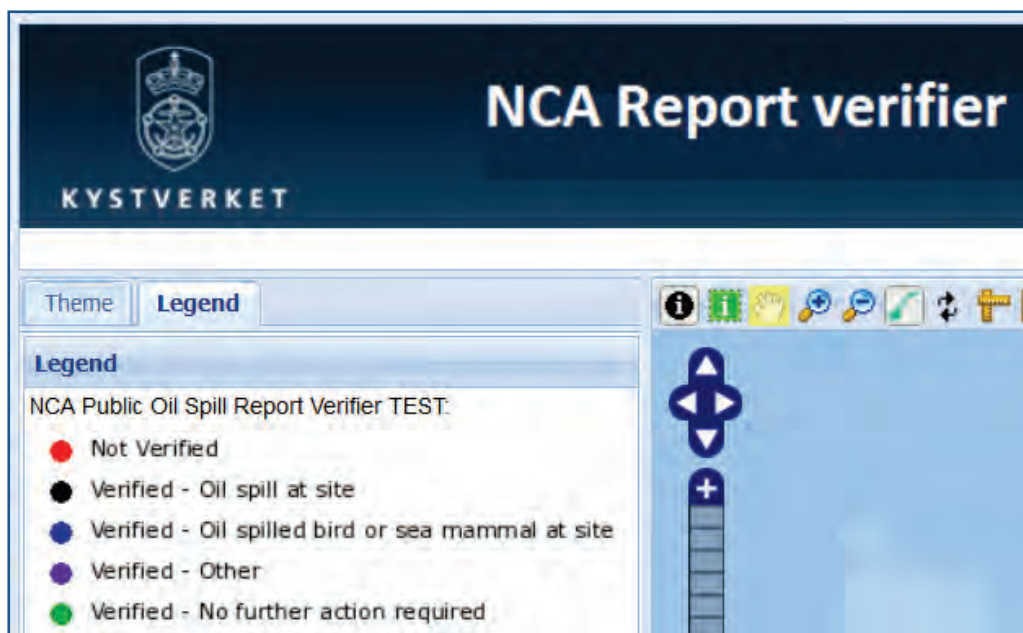 NCA Report verifier
KYSTVERKET
Theme Legend
Legend
NCA Public Oil Spill Report Verifier TEST:
Not Verified
Verified - Oil spill at site
Verified - Oil spilled bird or sea mammal at site
Verified - Other
Verified - No further action required